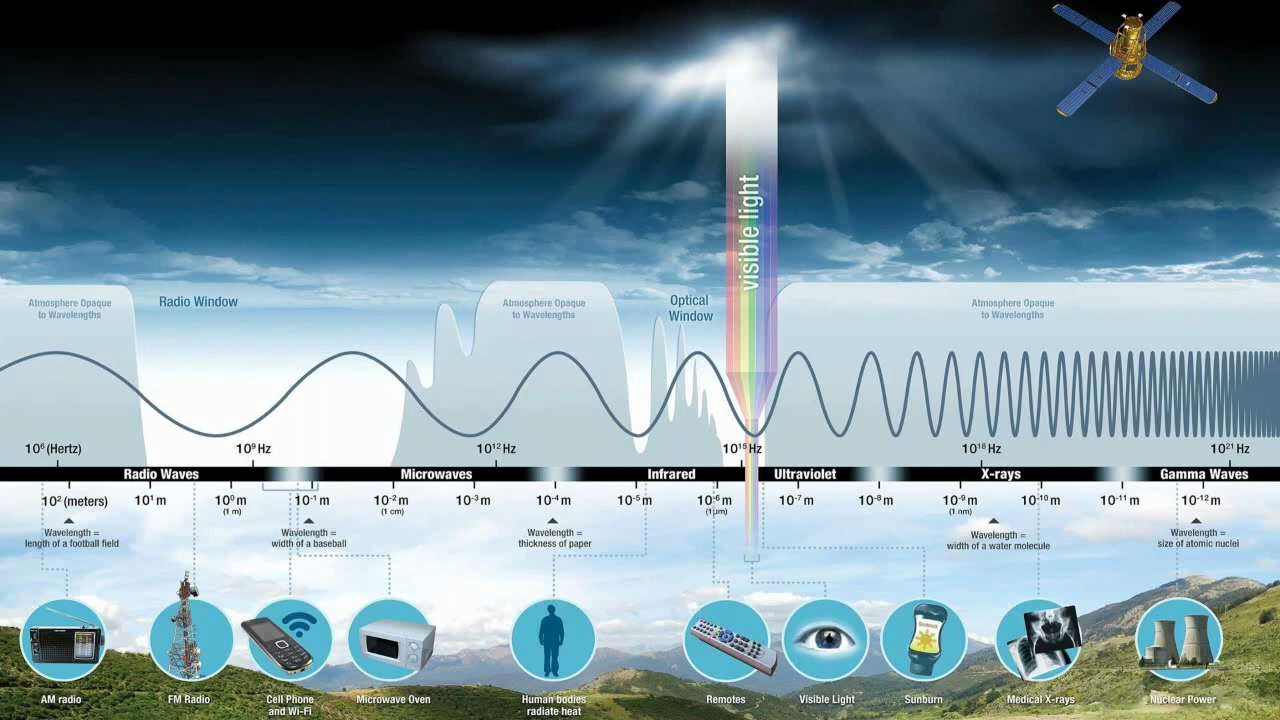 visible light
Atmosphere Opaque
to Wavelengths
Radio Window
Atmosphere Opaque
to Wavelengths
Optical
Window
Atmosphere Opaque
to Wavelengths
10⁶ (Hertz)
10⁹ Hz
10¹² Hz
10¹⁵ Hz
10¹⁸ Hz
10²¹ Hz
Radio Waves
Microwaves
Infrared
Ultraviolet
X-rays
Gamma Waves
10² (meters)
10¹ m
10⁰ m
(1 m)
10⁻¹ m
10⁻² m
(1 cm)
10⁻³ m
10⁻⁴ m
10⁻⁵ m
10⁻⁶ m
(1 µm)
10⁻⁷ m
10⁻⁸ m
10⁻⁹ m
(1 nm)
10⁻¹⁰ m
10⁻¹¹ m
10⁻¹² m
Wavelength =
length of a football field
Wavelength =
width of a baseball
Wavelength =
thickness of paper
Wavelength =
width of a water molecule
Wavelength =
size of atomic nuclei
Sunblock
AM radio
FM Radio
Cell Phone
and Wi-Fi
Microwave Oven
Human bodies
radiate heat
Remotes
Visible Light
Sunburn
Medical X-rays
Nuclear Power